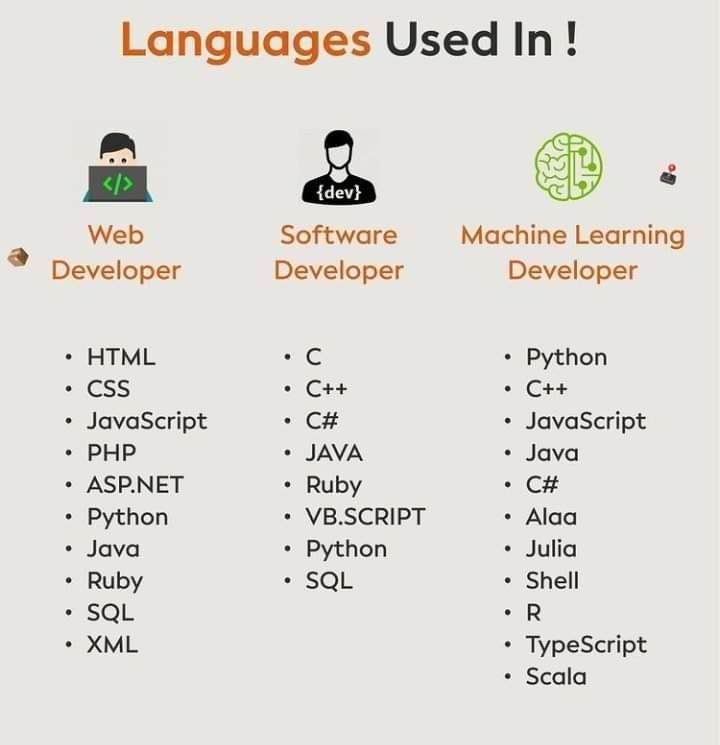 Languages Used In !
</>
{dev}
Web
Developer
Software
Developer
Machine Learning
Developer
• HTML
• CSS
• JavaScript
• PHP
• ASP.NET
• Python
• Java
• Ruby
• SQL
• XML
• C
• C++
• C#
• JAVA
• Ruby
• VB.SCRIPT
• Python
• SQL
• Python
• C++
• JavaScript
• Java
• C#
• Alaa
• Julia
• Shell
• R
• TypeScript
• Scala